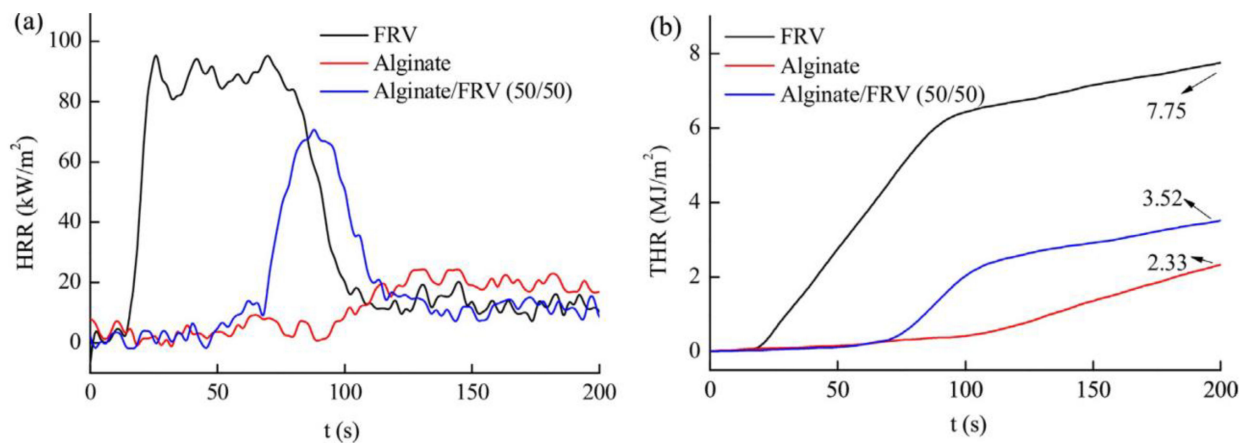 (a)
FRV
Alginate
Alginate/FRV (50/50)
HRR (kW/m²)
100
80
60
40
20
0
0 50 100 150 200
t (s)
(b)
FRV
Alginate
Alginate/FRV (50/50)
THR (MJ/m²)
8
6
4
2
0
7.75
3.52
2.33
0 50 100 150 200
t (s)